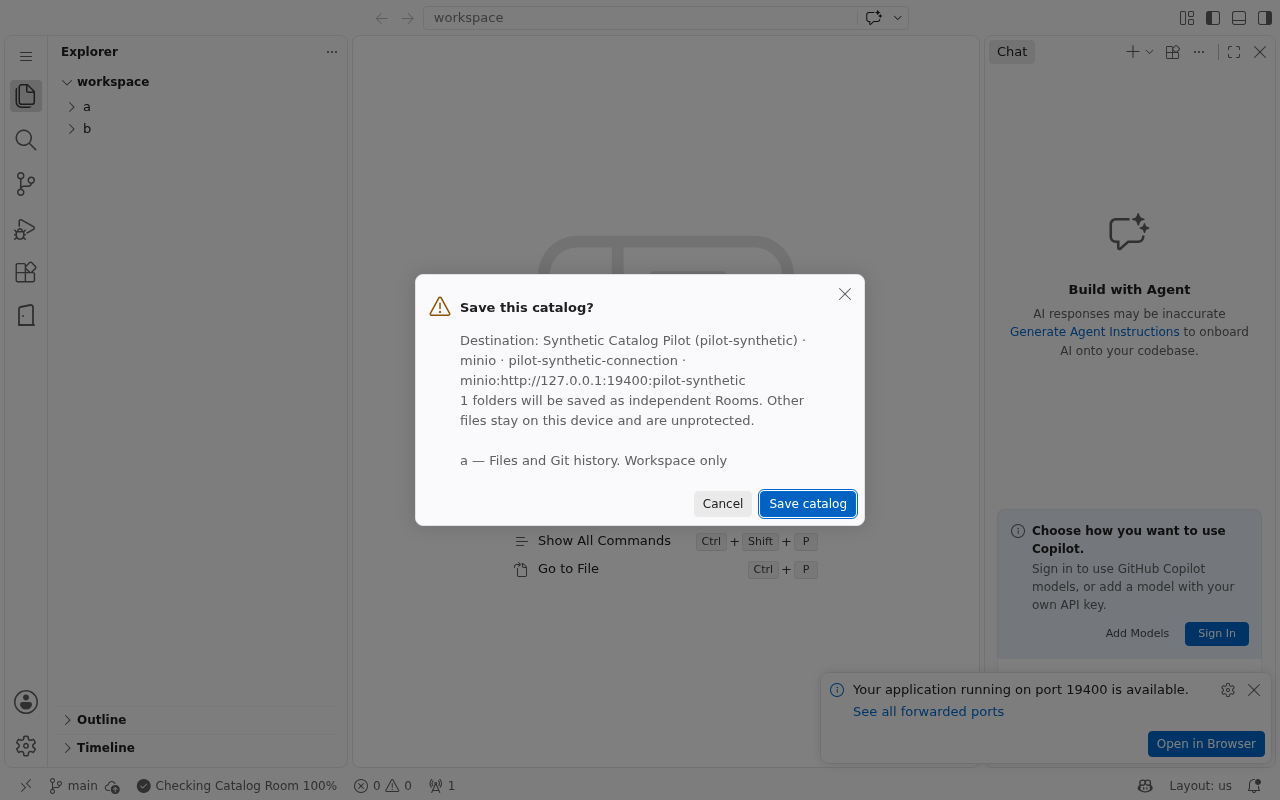 workspace
Explorer
workspace
a
b
Outline
Timeline
Save this catalog?
Destination: Synthetic Catalog Pilot (pilot-synthetic) ·
minio · pilot-synthetic-connection ·
minio:http://127.0.0.1:19400:pilot-synthetic
1 folders will be saved as independent Rooms. Other
files stay on this device and are unprotected.
a — Files and Git history. Workspace only
Cancel
Save catalog
Show All Commands Ctrl + Shift + P
Go to File Ctrl + P
Chat
Build with Agent
AI responses may be inaccurate
Generate Agent Instructions to onboard
AI onto your codebase.
Choose how you want to use
Copilot.
Sign in to use GitHub Copilot
models, or add a model with your
own API key.
Add Models
Sign In
Your application running on port 19400 is available.
See all forwarded ports
Open in Browser
main
Checking Catalog Room 100%
0
0
1
Layout: us